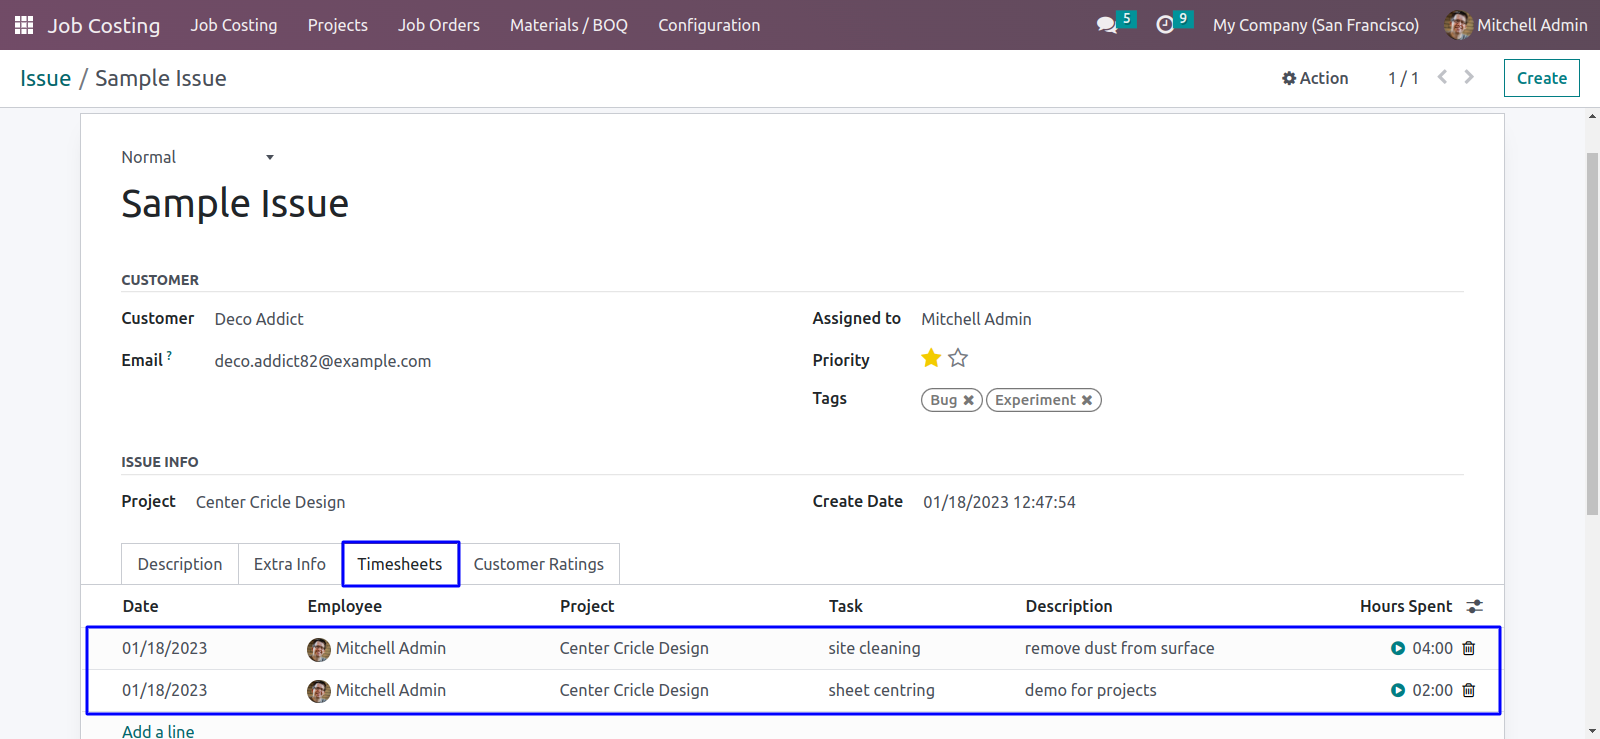 Job Costing Job Costing Projects Job Orders Materials / BOQ Configuration 5 9 My Company (San Francisco) Mitchell Admin
Issue / Sample Issue Action 1 / 1 Create
Normal
Sample Issue
CUSTOMER
Customer Deco Addict Assigned to Mitchell Admin
Email ? deco.addict82@example.com Priority
Tags Bug ✖ Experiment ✖
ISSUE INFO
Project Center Cricle Design Create Date 01/18/2023 12:47:54
Description Extra Info Timesheets Customer Ratings
Date Employee Project Task Description Hours Spent
01/18/2023 Mitchell Admin Center Cricle Design site cleaning remove dust from surface 04:00
01/18/2023 Mitchell Admin Center Cricle Design sheet centring demo for projects 02:00
Add a line